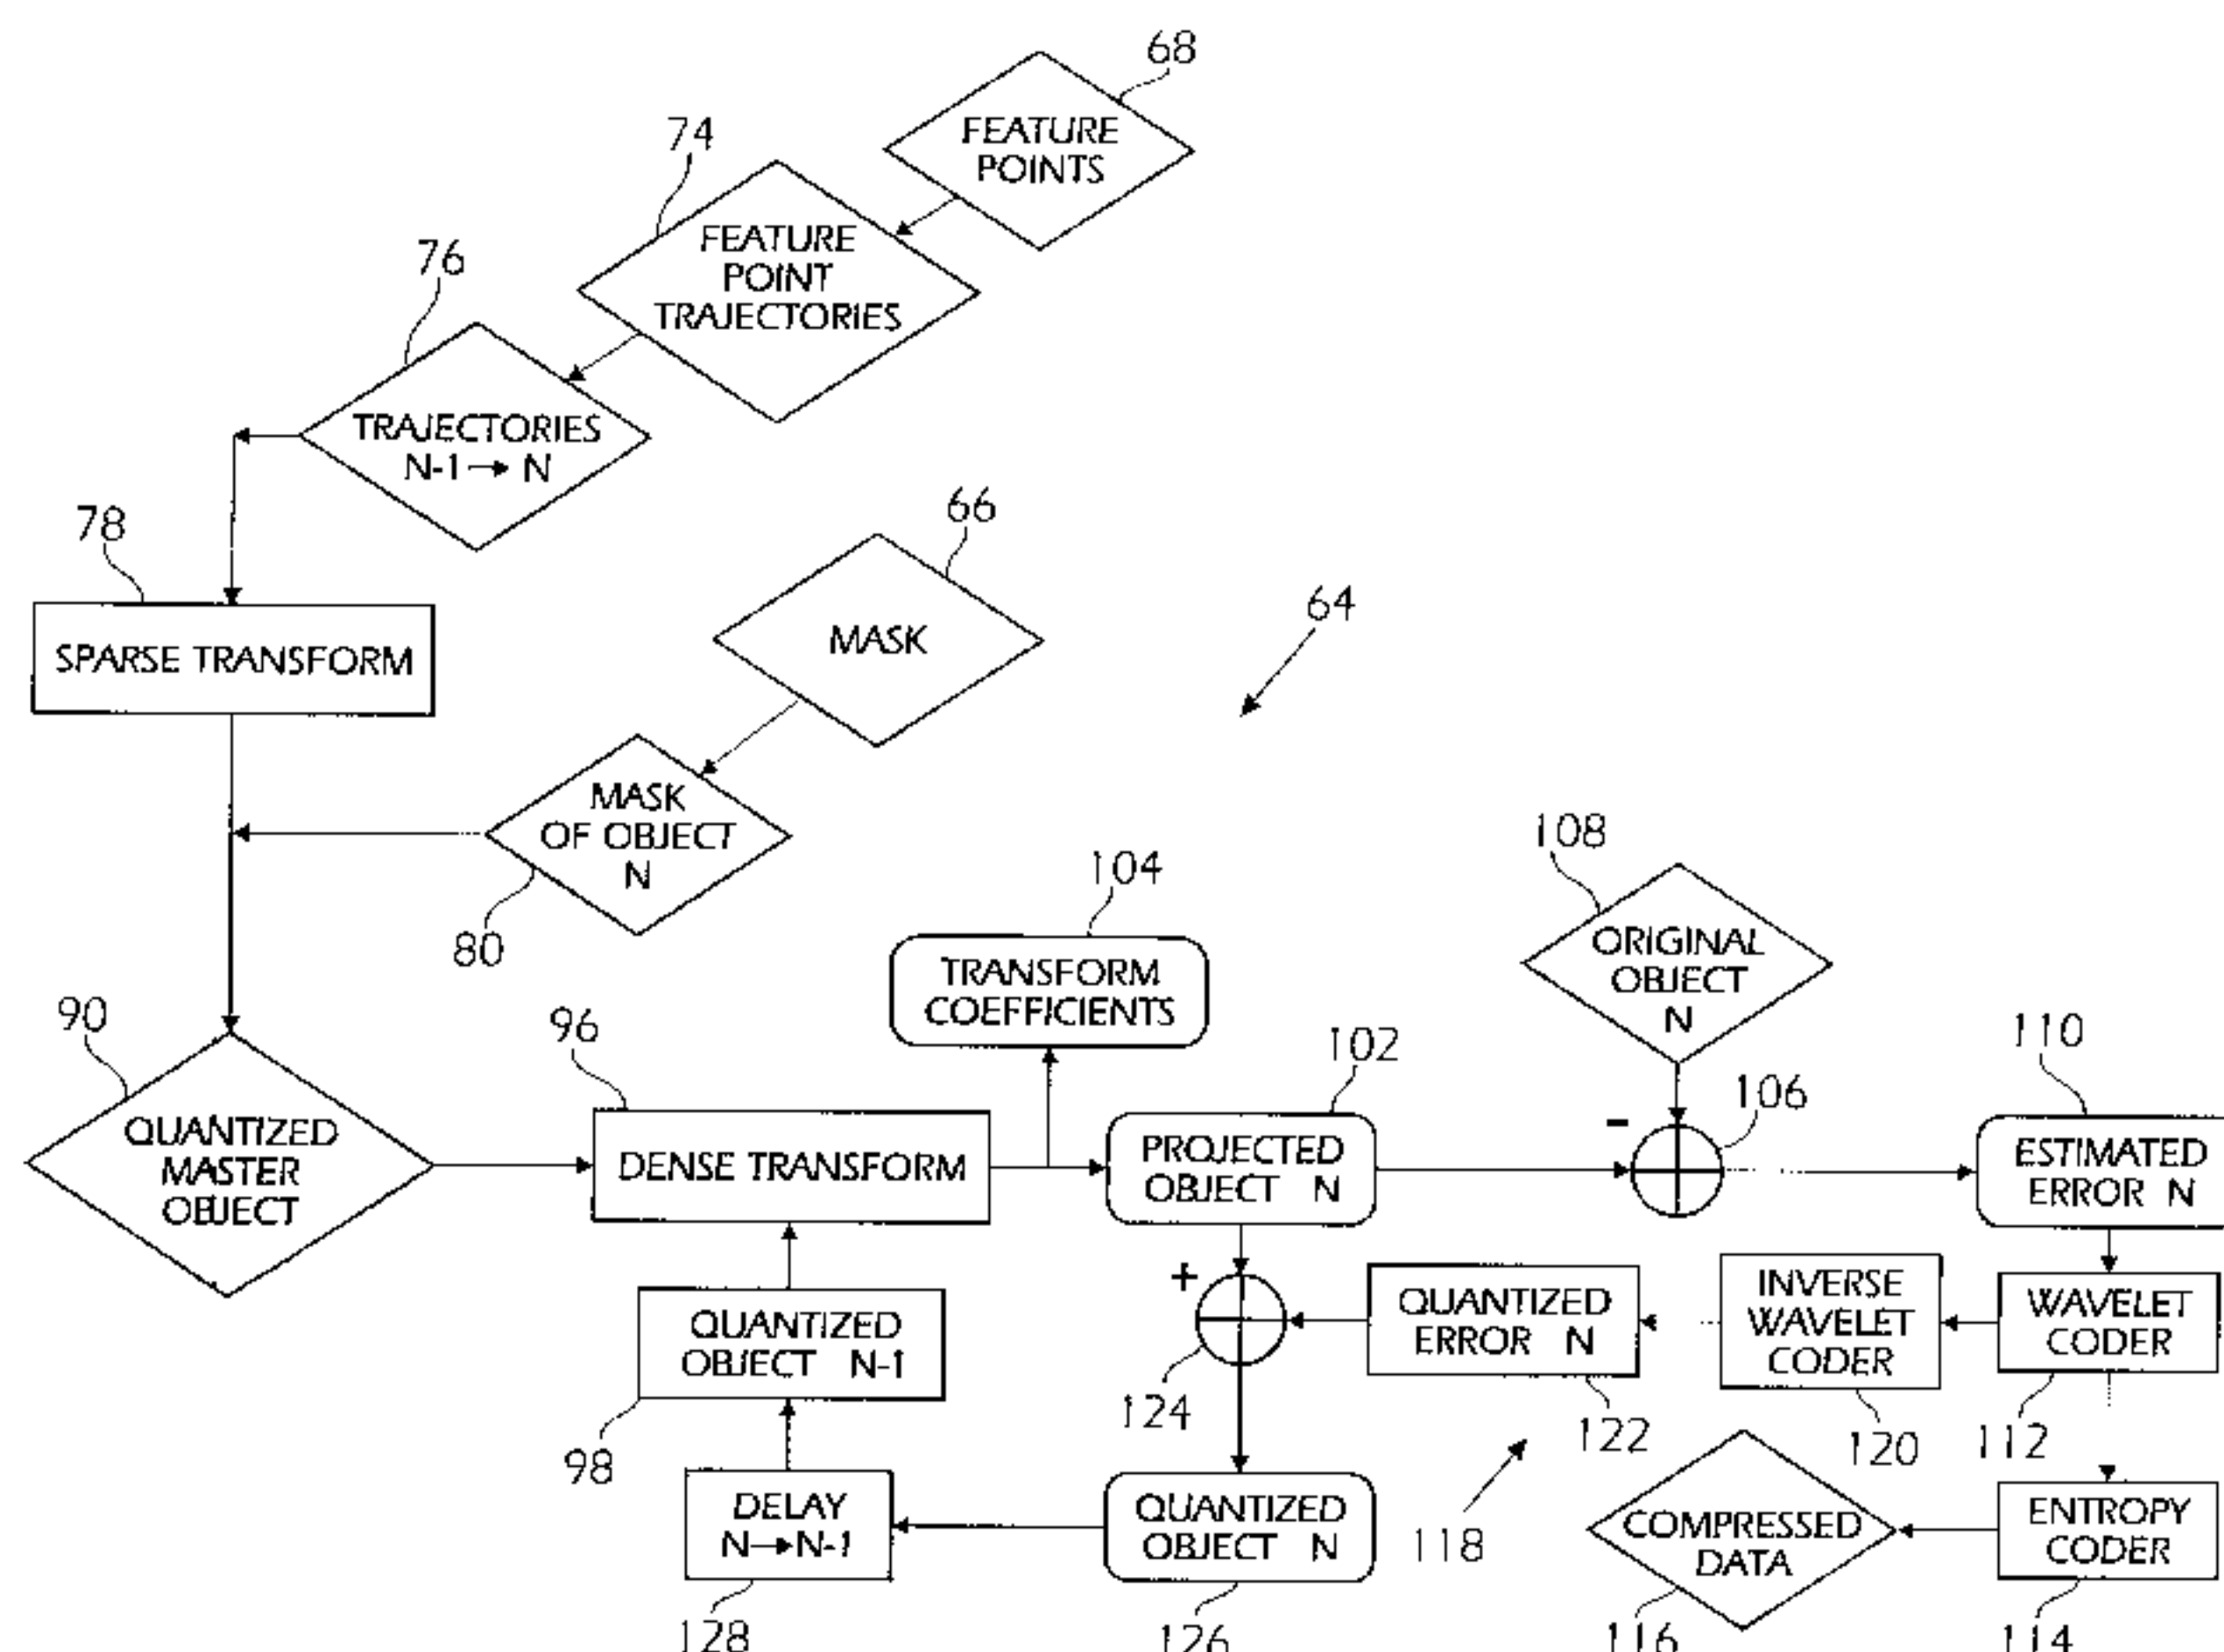 68
FEATURE
POINTS
74
FEATURE
POINT
TRAJECTORIES
76
TRAJECTORIES
N-1→N
78
SPARSE TRANSFORM
66
MASK
64
MASK
OF OBJECT
N
80
104
TRANSFORM
COEFFICIENTS
108
ORIGINAL
OBJECT
N
90
QUANTIZED
MASTER
OBJECT
96
DENSE TRANSFORM
102
PROJECTED
OBJECT N
-
106
110
ESTIMATED
ERROR N
+
124
QUANTIZED
OBJECT N-1
98
QUANTIZED
ERROR N
122
INVERSE
WAVELET
CODER
120
WAVELET
CODER
112
118
DELAY
N→N-1
128
QUANTIZED
OBJECT N
126
COMPRESSED
DATA
116
ENTROPY
CODER
114